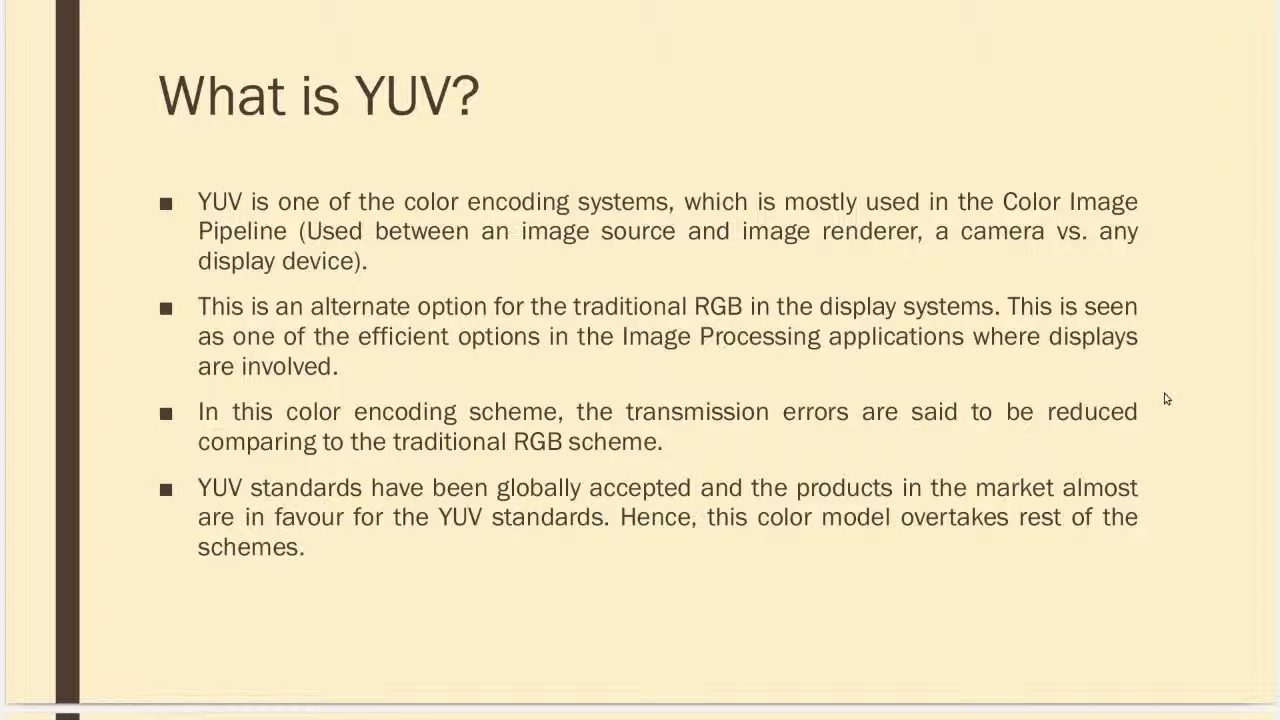 What is YUV?
■ YUV is one of the color encoding systems, which is mostly used in the Color Image
Pipeline (Used between an image source and image renderer, a camera vs. any
display device).
■ This is an alternate option for the traditional RGB in the display systems. This is seen
as one of the efficient options in the Image Processing applications where displays
are involved.
■ In this color encoding scheme, the transmission errors are said to be reduced
comparing to the traditional RGB scheme.
■ YUV standards have been globally accepted and the products in the market almost
are in favour for the YUV standards. Hence, this color model overtakes rest of the
schemes.